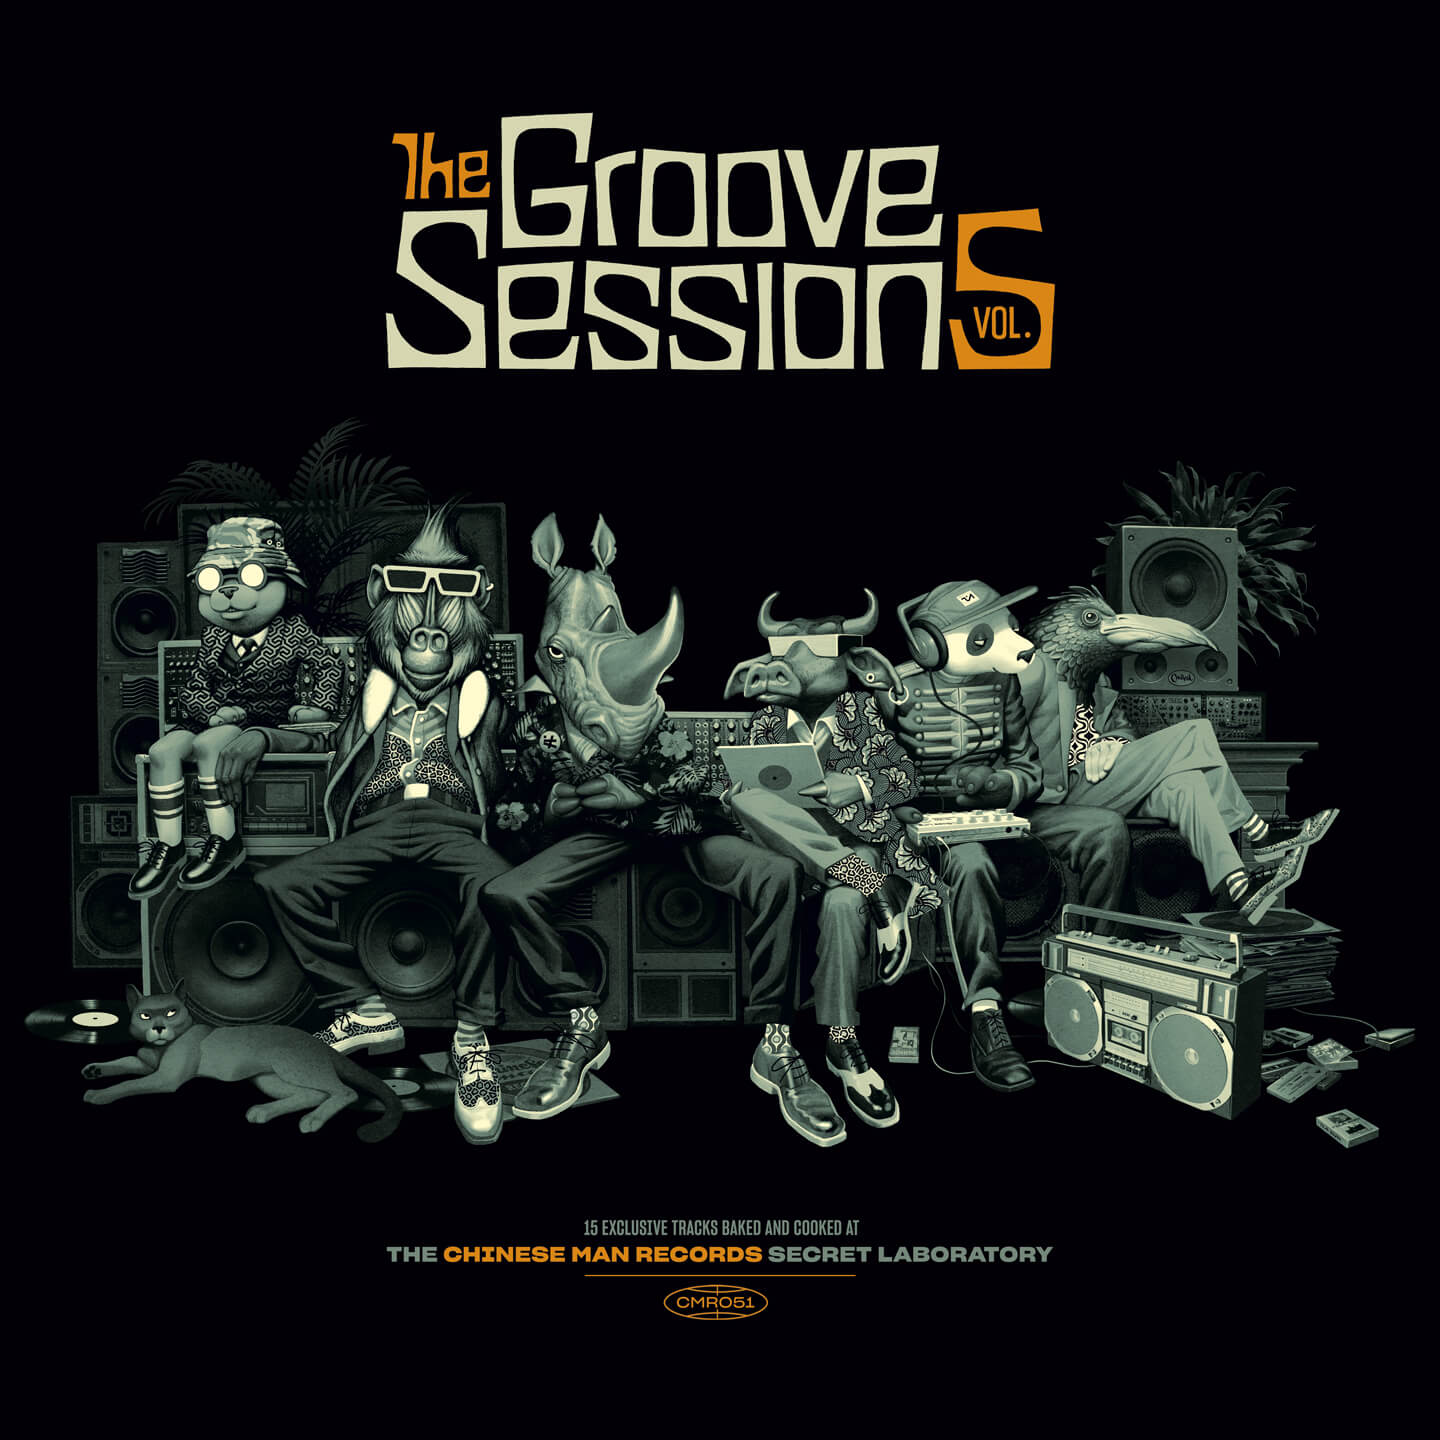 The Groove
Session 5
VOL.
15 EXCLUSIVE TRACKS BAKED AND COOKED AT
THE CHINESE MAN RECORDS SECRET LABORATORY
CMR051